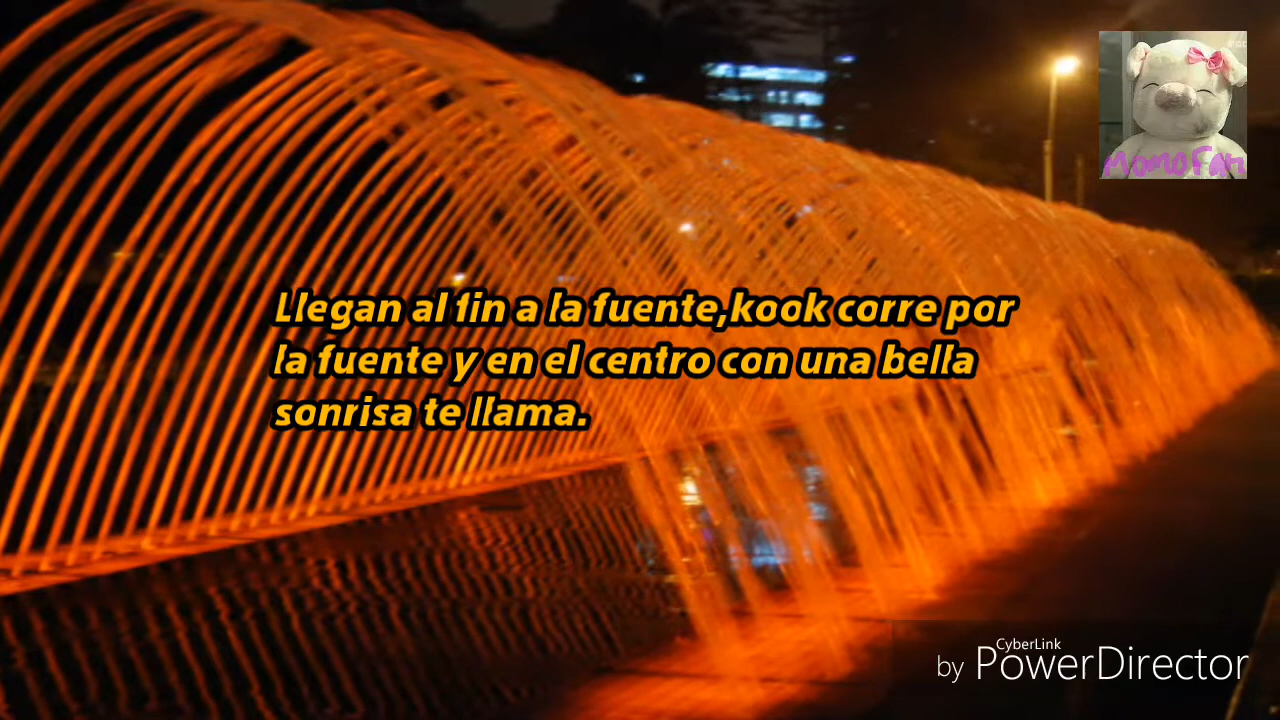 MomoFan
Llegan al fin a la fuente,kook corre por
la fuente y en el centro con una bella
sonrisa te llama.
CyberLink
by PowerDirector